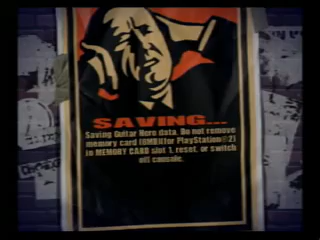 SAVING...
Saving Guitar Hero data. Do not remove
memory card (8MB)(for PlayStation®2)
in MEMORY CARD slot 1, reset, or switch
off console.